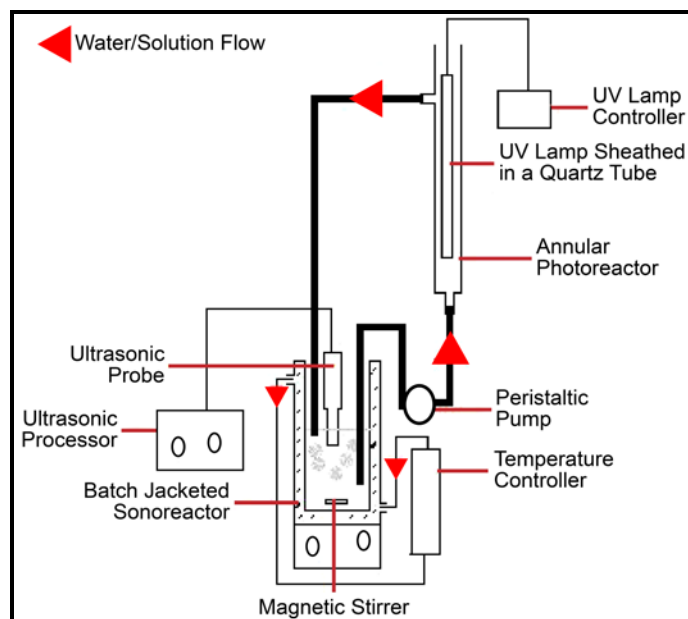 Water/Solution Flow
UV Lamp
Controller
UV Lamp Sheathed
in a Quartz Tube
Annular
Photoreactor
Ultrasonic
Probe
Peristaltic
Pump
Ultrasonic
Processor
Temperature
Controller
Batch Jacketed
Sonoreactor
Magnetic Stirrer